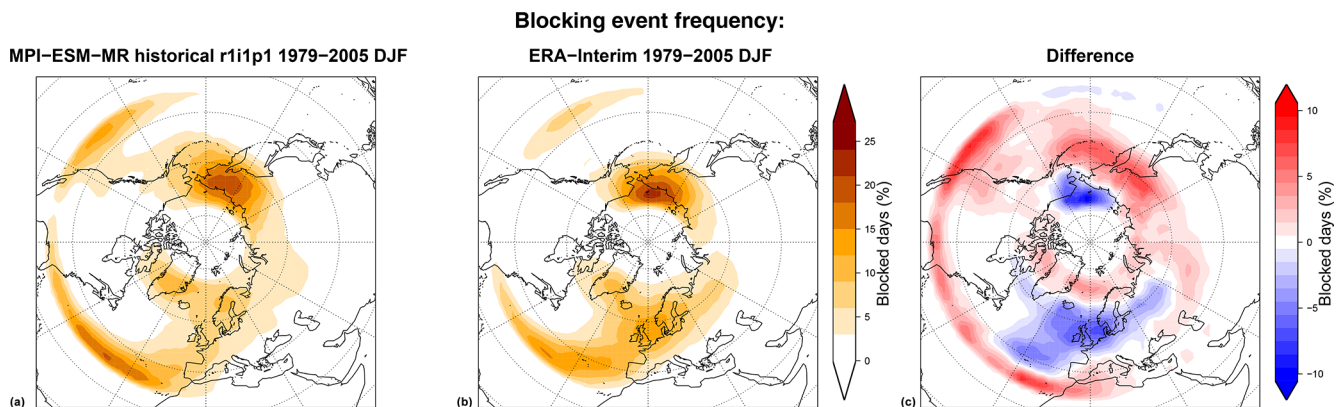 Blocking event frequency:
MPI−ESM−MR historical r1i1p1 1979−2005 DJF
ERA−Interim 1979−2005 DJF
Difference
25
20
15
10
5
0
Blocked days (%)
10
5
0
−5
−10
Blocked days (%)
(a)
(b)
(c)